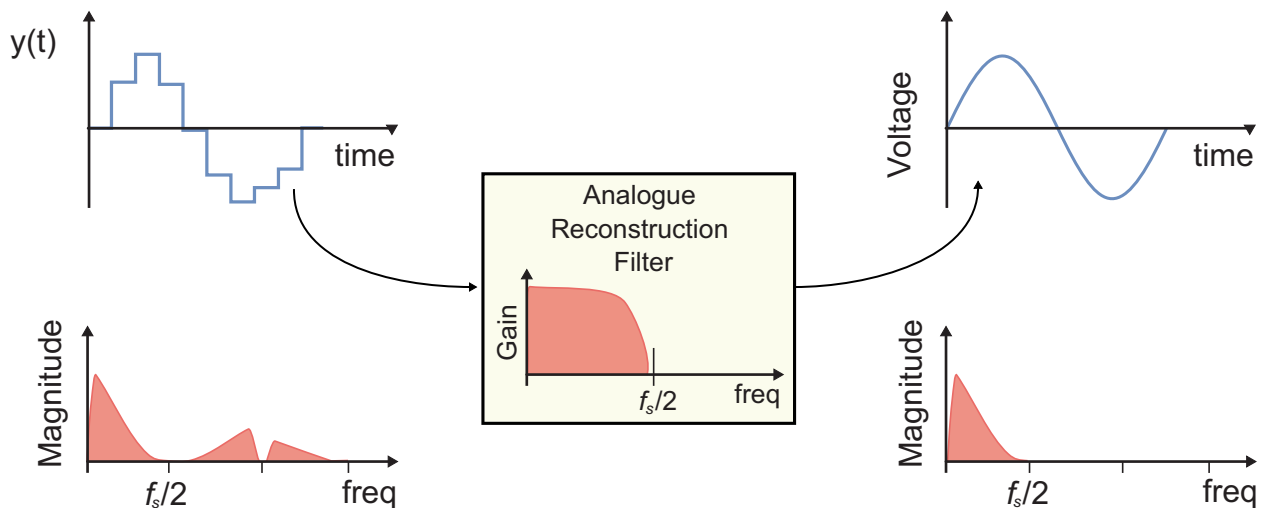 y(t)
time
Magnitude
fs/2
freq
Analogue
Reconstruction
Filter
Gain
fs/2
freq
Voltage
time
Magnitude
fs/2
freq